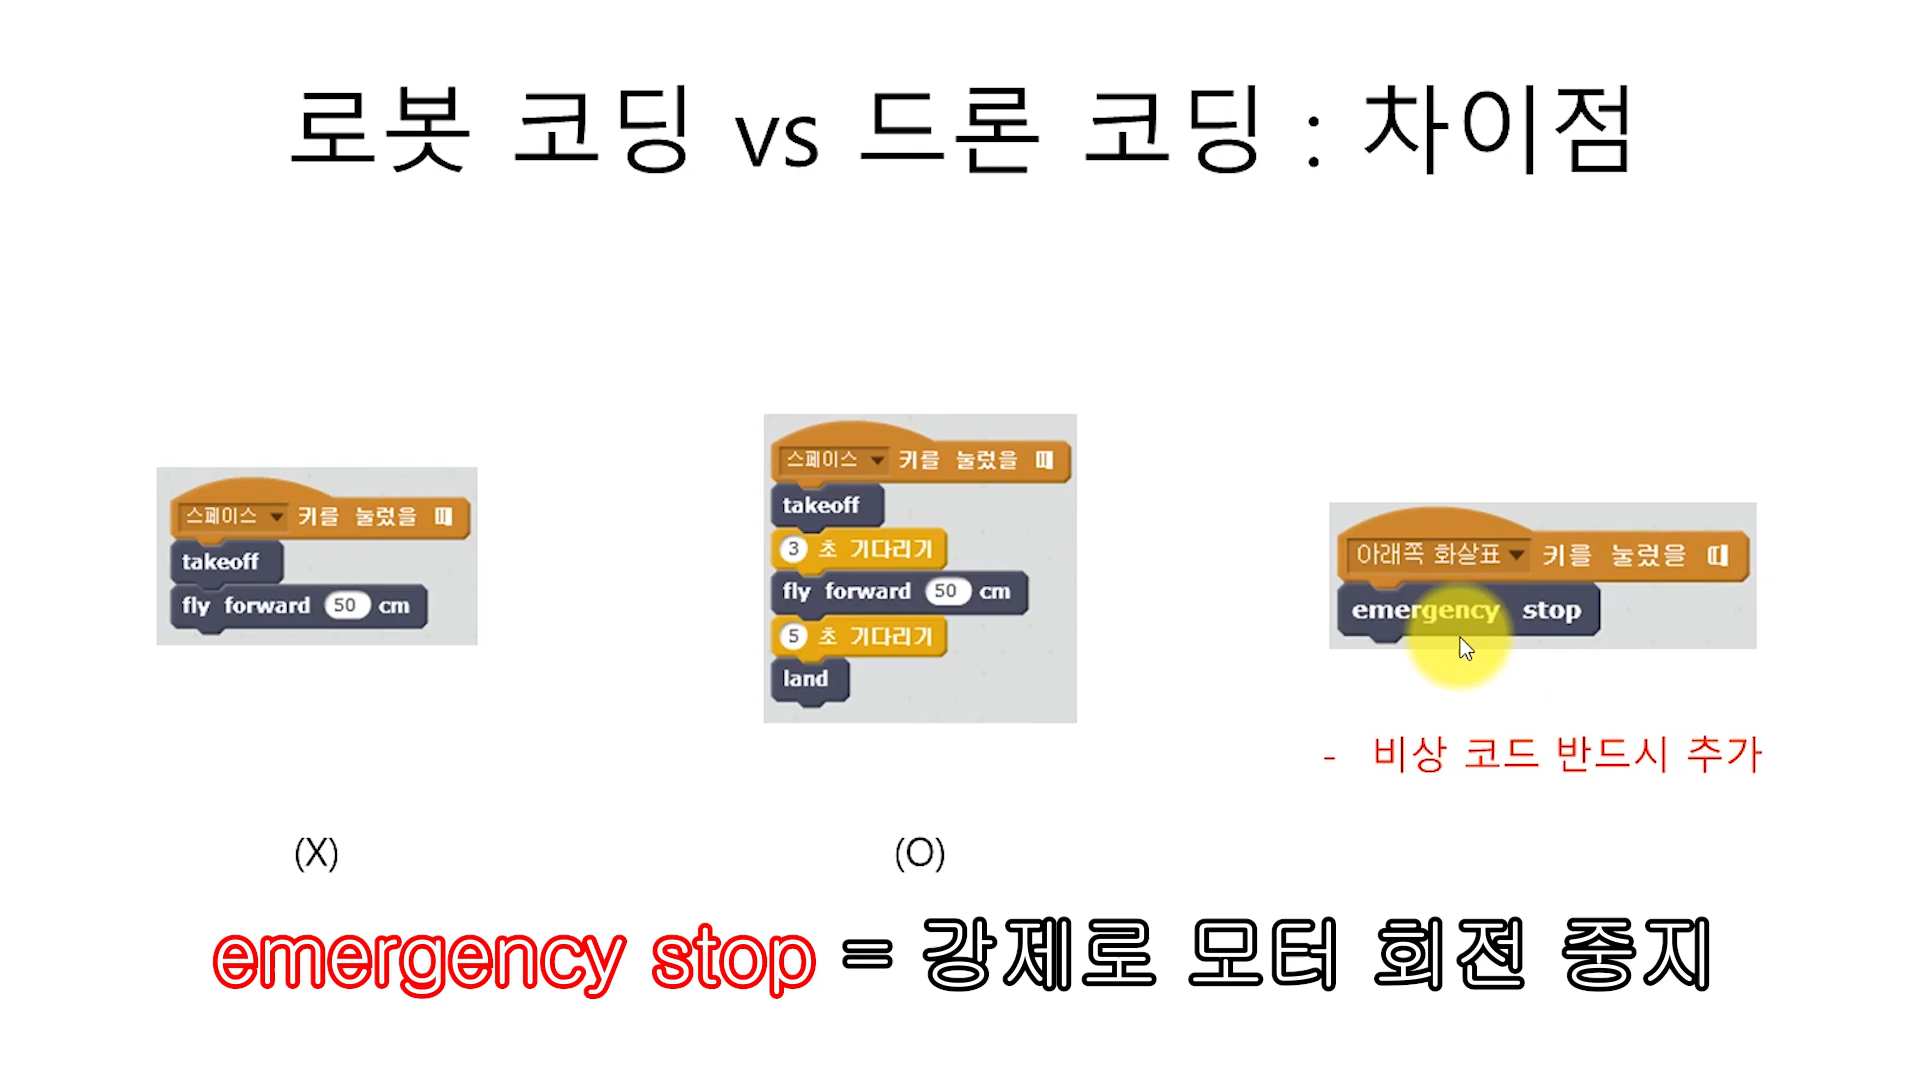 로봇 코딩 vs 드론 코딩 : 차이점
스페이스 키를 눌렀을 때
takeoff
fly forward 50 cm
(X)
스페이스 키를 눌렀을 때
takeoff
3 초 기다리기
fly forward 50 cm
5 초 기다리기
land
(O)
아래쪽 화살표 키를 눌렀을 때
emergency stop
- 비상 코드 반드시 추가
emergency stop = 강제로 모터 회전 중지